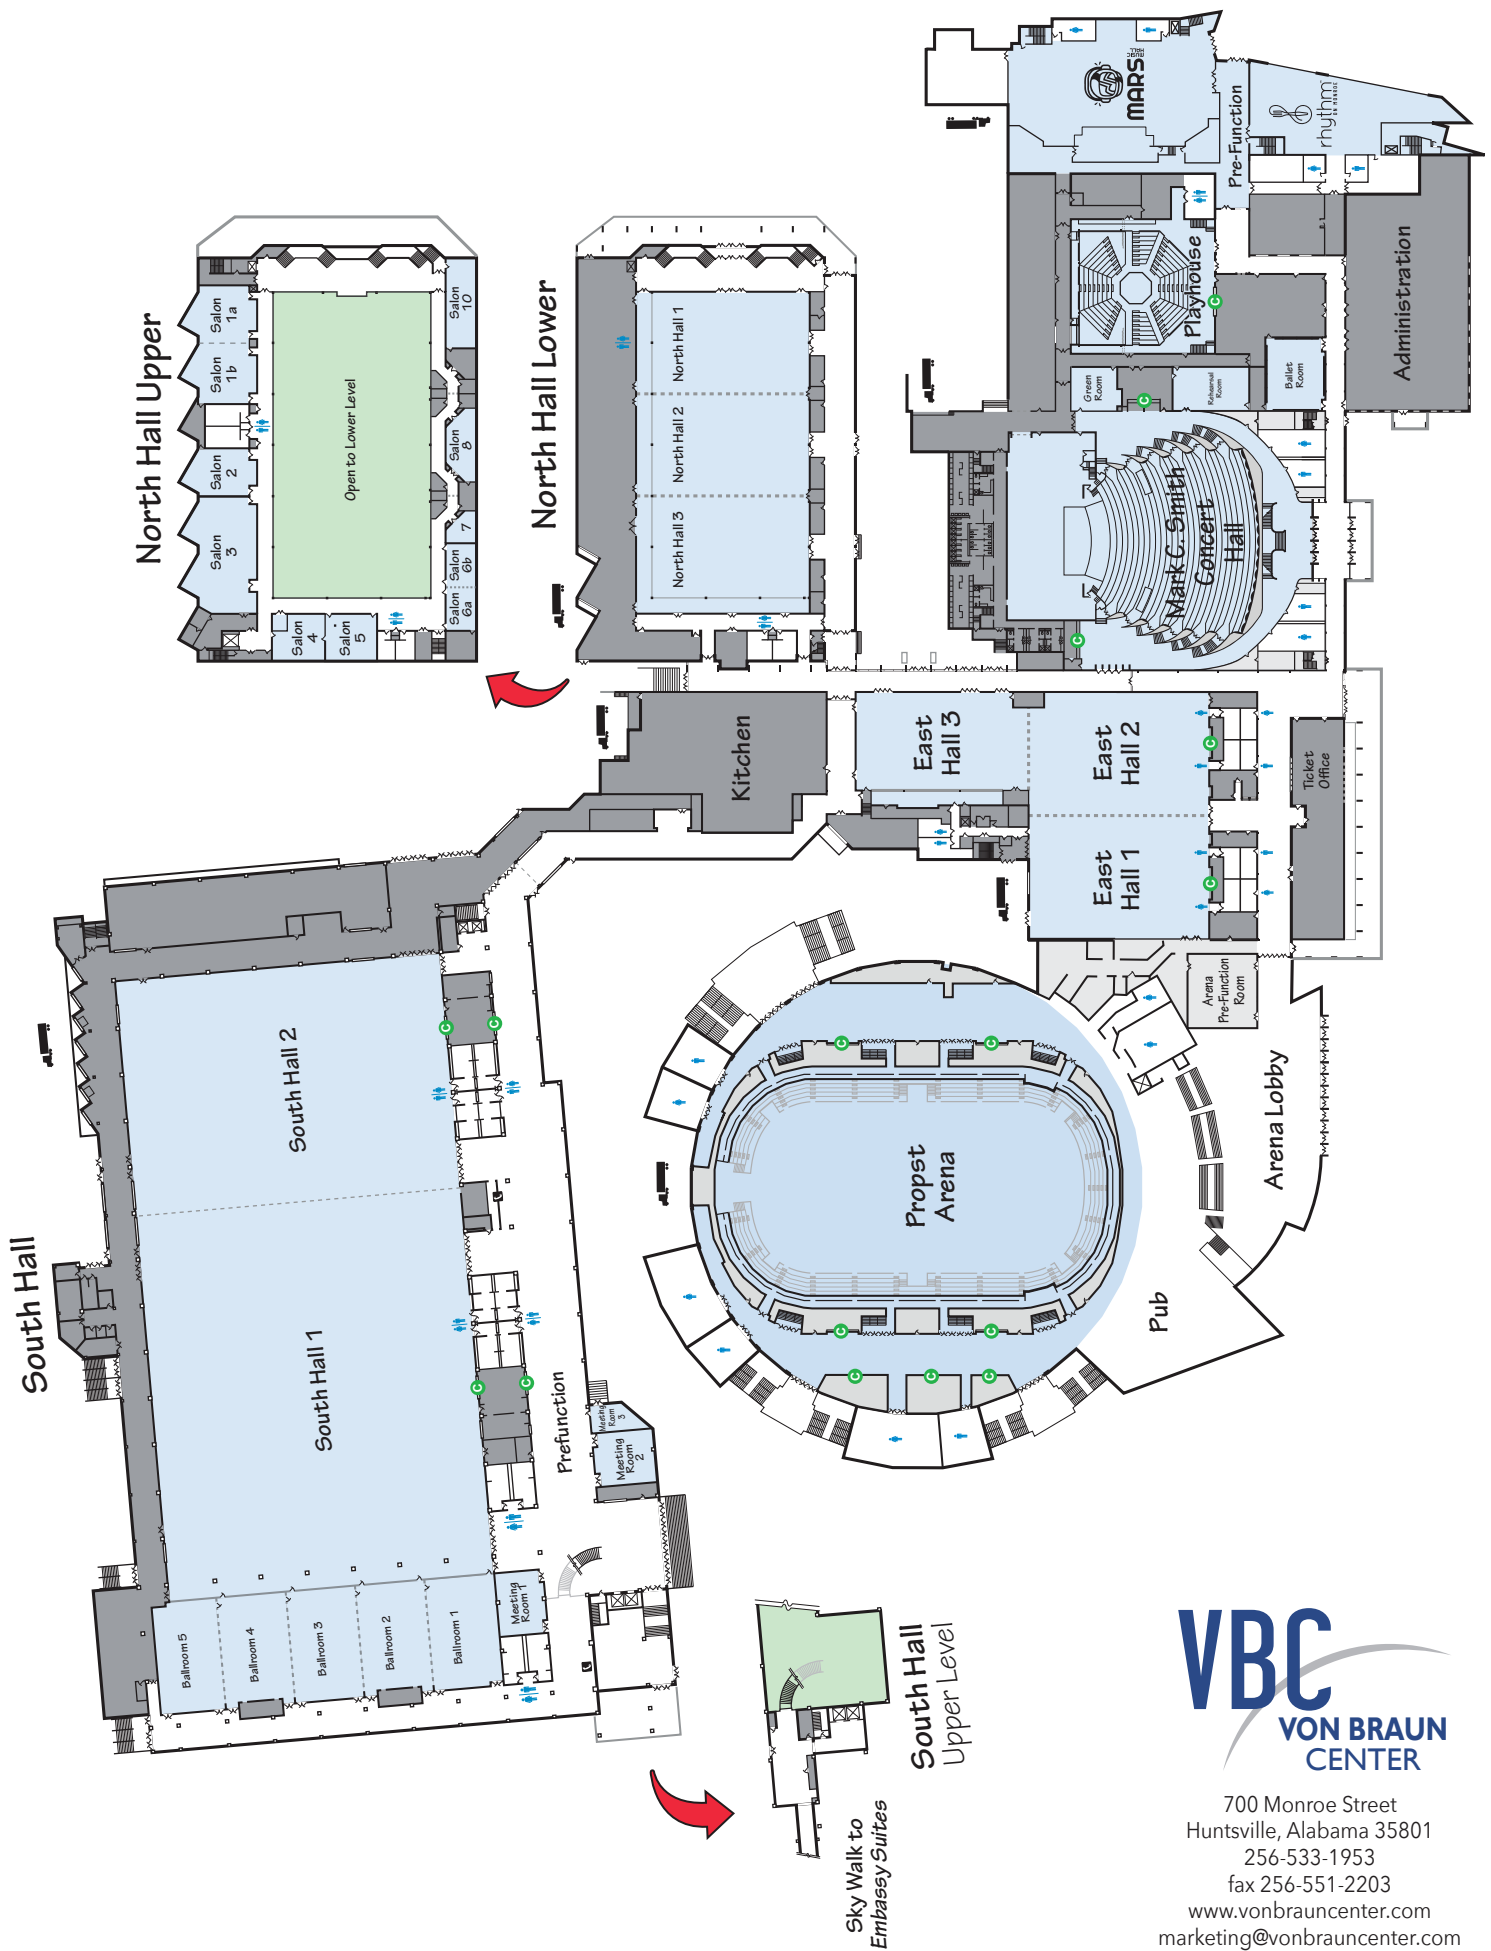 North Hall Upper
Salon
1a
Salon
1b
Salon
2
Salon
3
Salon
4
Salon
5
Salon
6a
Salon
6b
7
Salon
8
Salon
10
Open to Lower Level
North Hall Lower
North Hall 1
North Hall 2
North Hall 3
MARS
MUSIC
HALL
rhythm
ON MONROE
Pre-Function
Playhouse
C
Administration
Green
Room
C
Rehearsal
Room
Ballet
Room
Mark C. Smith
Concert
Hall
C
Kitchen
East
Hall 3
East
Hall 2
East
Hall 1
C
C
Ticket
Office
Arena
Pre-Function
Room
Arena Lobby
Pub
Propst
Arena
C
C
C
C
C
C
C
South Hall
South Hall 2
South Hall 1
C
C
C
C
Prefunction
Meeting
Room
3
Meeting
Room
2
Meeting
Room 1
Ballroom 5
Ballroom 4
Ballroom 3
Ballroom 2
Ballroom 1
South Hall
Upper Level
Sky Walk to
Embassy Suites
VBC
VON BRAUN
CENTER
700 Monroe Street
Huntsville, Alabama 35801
256-533-1953
fax 256-551-2203
www.vonbrauncenter.com
marketing@vonbrauncenter.com